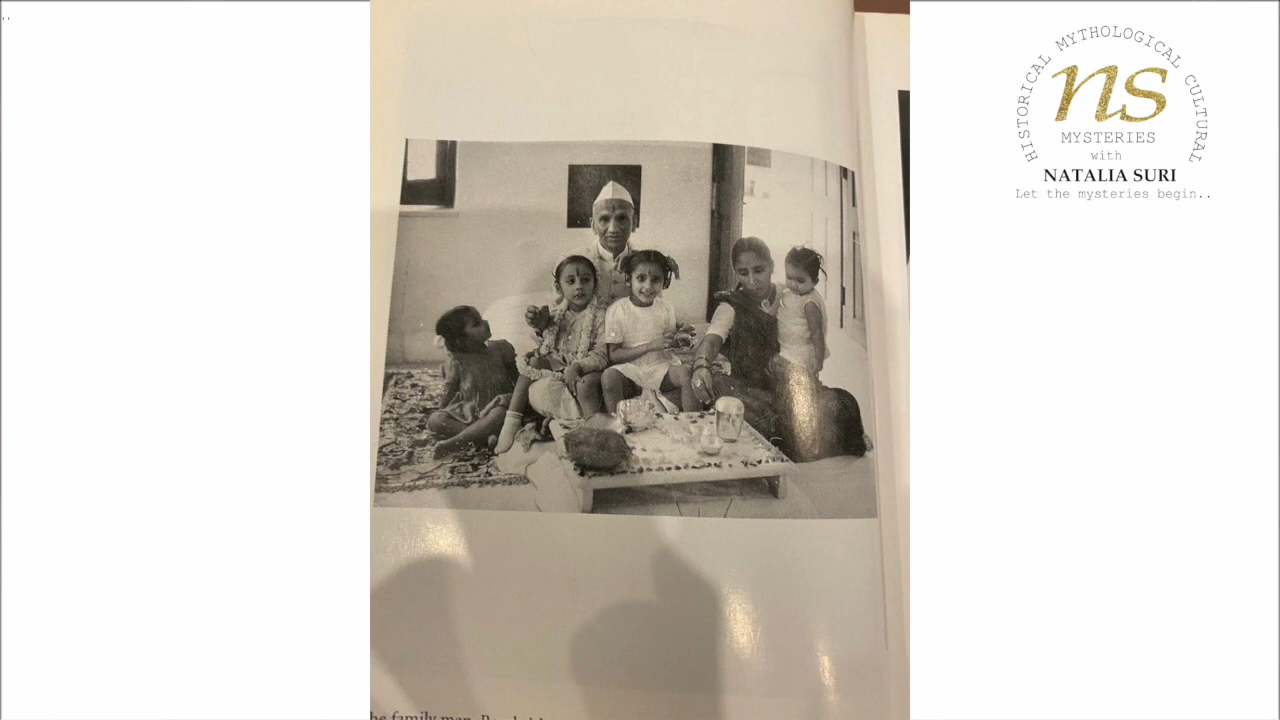 HISTORICAL MYTHOLOGICAL CULTURAL
ns
MYSTERIES
with
NATALIA SURI
Let the mysteries begin..
he family man.